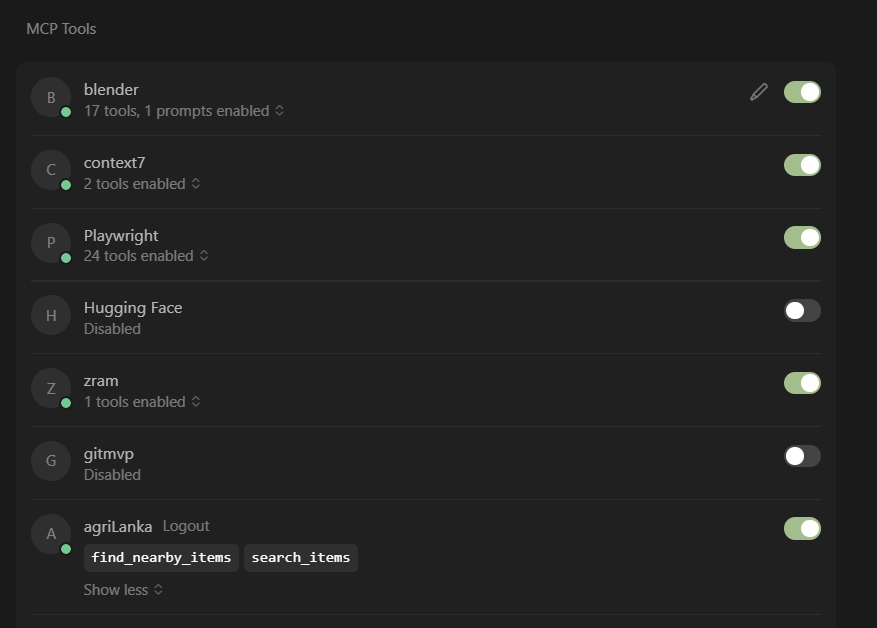 MCP Tools
B
blender
17 tools, 1 prompts enabled
C
context7
2 tools enabled
P
Playwright
24 tools enabled
H
Hugging Face
Disabled
Z
zram
1 tools enabled
G
gitmvp
Disabled
A
agriLanka Logout
find_nearby_items search_items
Show less